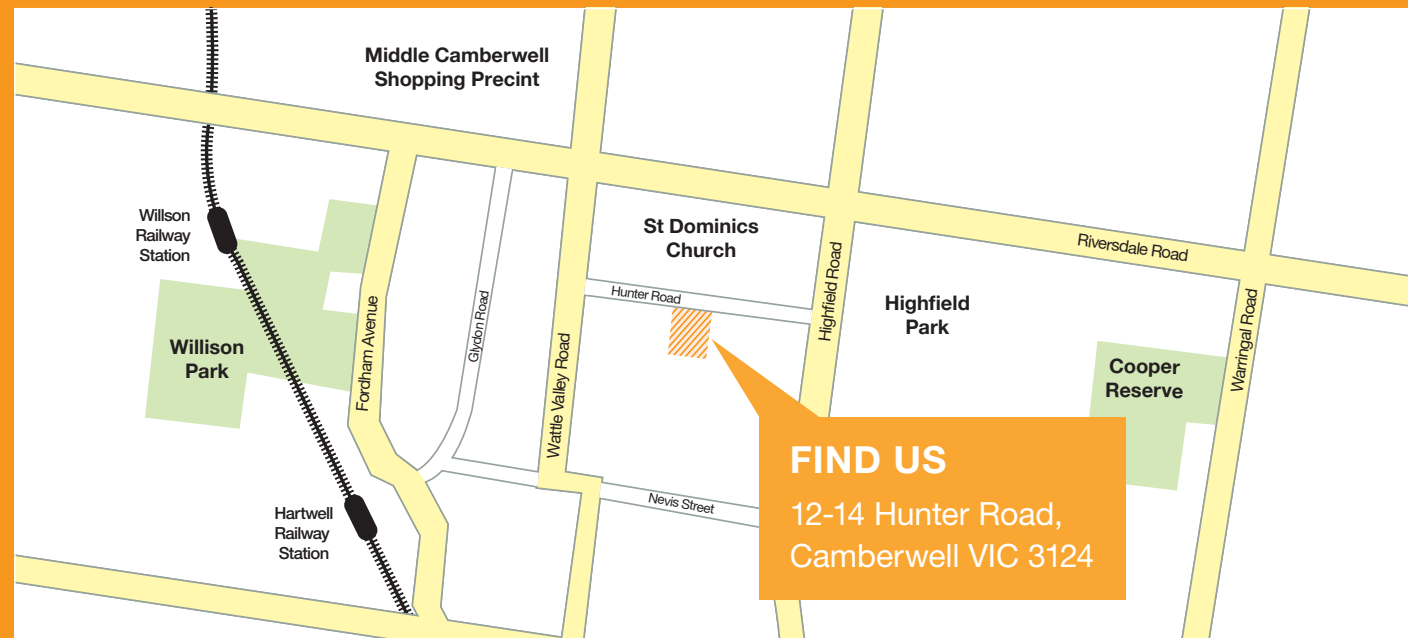 Middle Camberwell
Shopping Precint
Willson
Railway
Station
St Dominics
Church
Riversdale Road
Hunter Road
Highfield Road
Highfield
Park
Glydon Road
Fordham Avenue
Wattle Valley Road
Warringal Road
Willison
Park
Cooper
Reserve
FIND US
12-14 Hunter Road,
Camberwell VIC 3124
Nevis Street
Hartwell
Railway
Station